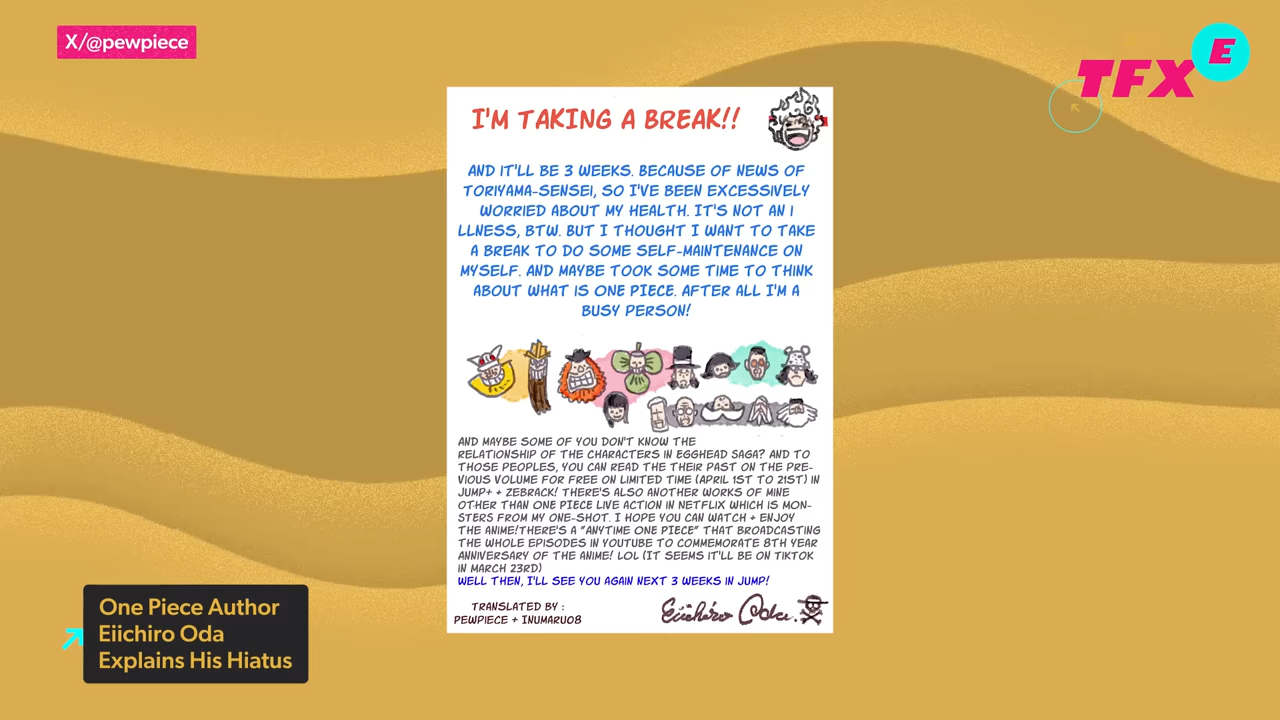 X/@pewpiece
TFX
E
I'M TAKING A BREAK!!
AND IT'LL BE 3 WEEKS. BECAUSE OF NEWS OF
TORIYAMA-SENSEI, SO I'VE BEEN EXCESSIVELY
WORRIED ABOUT MY HEALTH. IT'S NOT AN I
LLNESS, BTW. BUT I THOUGHT I WANT TO TAKE
A BREAK TO DO SOME SELF-MAINTENANCE ON
MYSELF. AND MAYBE TOOK SOME TIME TO THINK
ABOUT WHAT IS ONE PIECE. AFTER ALL I'M A
BUSY PERSON!
AND MAYBE SOME OF YOU DON'T KNOW THE
RELATIONSHIP OF THE CHARACTERS IN EGGHEAD SAGA? AND TO
THOSE PEOPLES, YOU CAN READ THE THEIR PAST ON THE PRE-
VIOUS VOLUME FOR FREE ON LIMITED TIME (APRIL 1ST TO 21ST) IN
JUMP+ + ZEBRACK! THERE'S ALSO ANOTHER WORKS OF MINE
OTHER THAN ONE PIECE LIVE ACTION IN NETFLIX WHICH IS MON-
STERS FROM MY ONE-SHOT. I HOPE YOU CAN WATCH + ENJOY
THE ANIME!THERE'S A "ANYTIME ONE PIECE" THAT BROADCASTING
THE WHOLE EPISODES IN YOUTUBE TO COMMEMORATE 8TH YEAR
ANNIVERSARY OF THE ANIME! LOL (IT SEEMS IT'LL BE ON TIKTOK
IN MARCH 23RD)
WELL THEN, I'LL SEE YOU AGAIN NEXT 3 WEEKS IN JUMP!
TRANSLATED BY :
PEWPIECE + INUMARU08
Eiichiro Oda.
One Piece Author
Eiichiro Oda
Explains His Hiatus